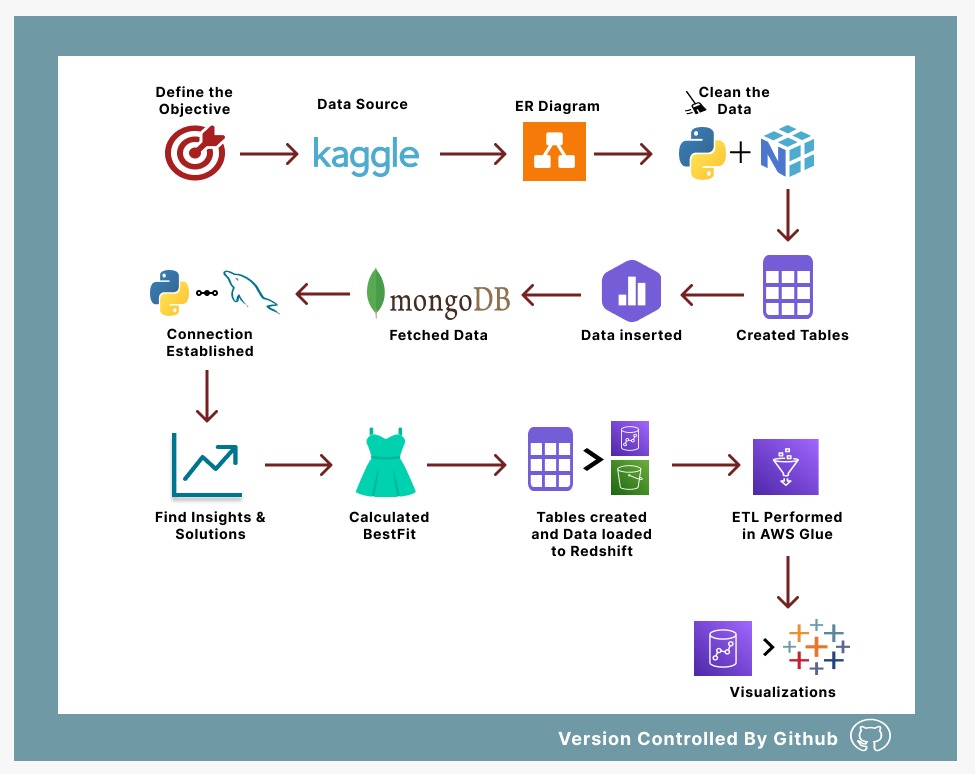 Define the
Objective
Data Source
kaggle
ER Diagram
Clean the
Data
N
Connection
Established
mongoDB
Fetched Data
Data inserted
Created Tables
Find Insights &
Solutions
Calculated
BestFit
Tables created
and Data loaded
to Redshift
ETL Performed
in AWS Glue
Visualizations
Version Controlled By Github